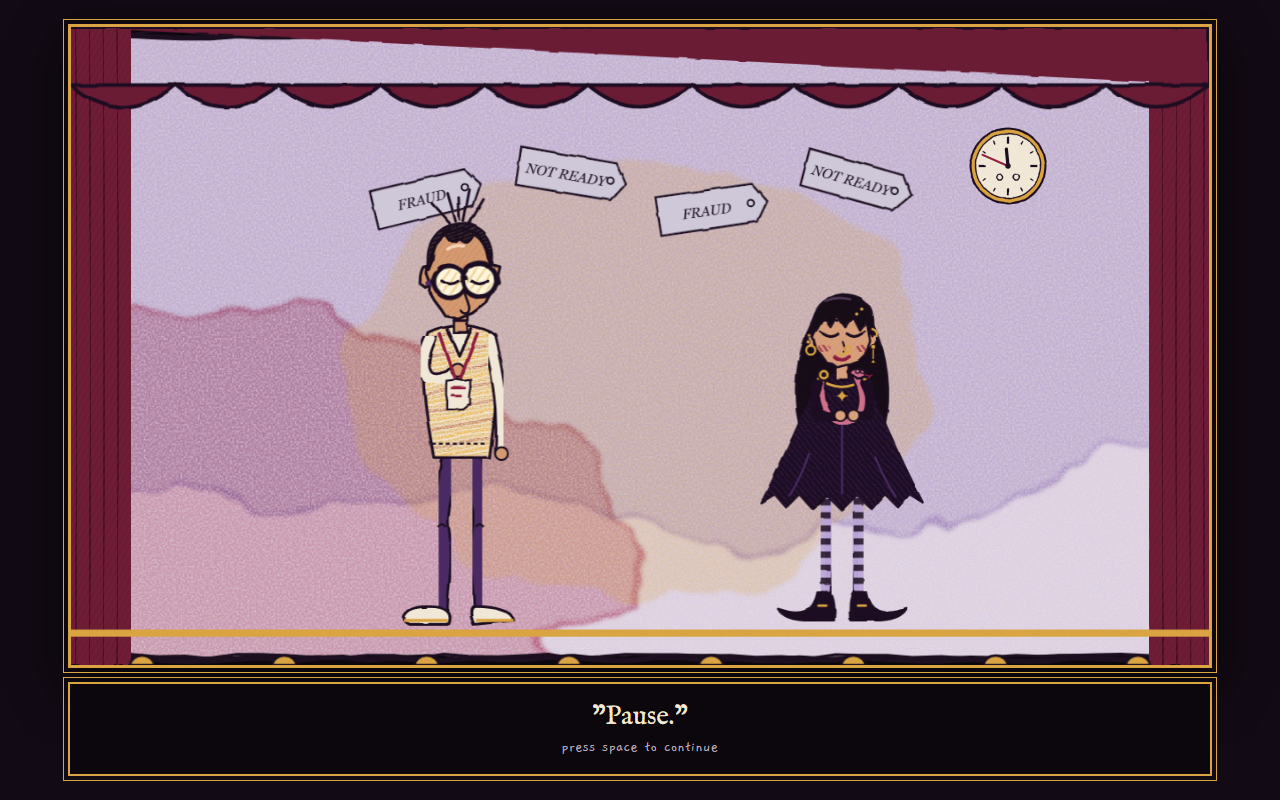 FRAUD
NOT READY
FRAUD
NOT READY
”Pause.”
press space to continue